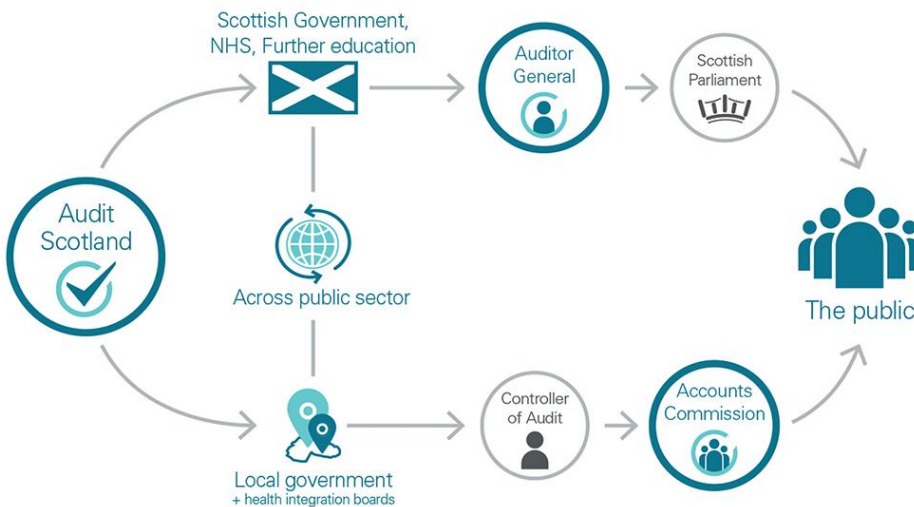 Scottish Government,
NHS, Further education
Auditor
General
Scottish
Parliament
Audit
Scotland
Across public sector
The public
Controller
of Audit
Accounts
Commission
Local government
+ health integration boards